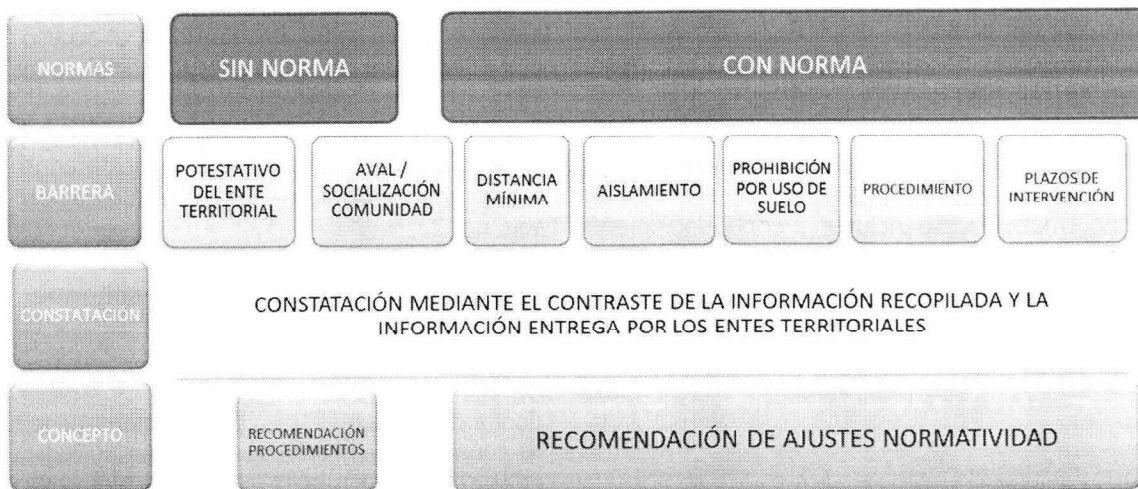 NORMAS
SIN NORMA
CON NORMA
BARRERA
POTESTATIVO
DEL ENTE
TERRITORIAL
AVAL /
SOCIALIZACIÓN
COMUNIDAD
DISTANCIA
MÍNIMA
AISLAMIENTO
PROHIBICIÓN
POR USO DE
SUELO
PROCEDIMIENTO
PLAZOS DE
INTERVENCIÓN
CONSTATACIÓN
CONSTATACIÓN MEDIANTE EL CONTRASTE DE LA INFORMACIÓN RECOPILADA Y LA
INFORMACIÓN ENTREGA POR LOS ENTES TERRITORIALES
CONCEPTO
RECOMENDACIÓN
PROCEDIMIENTOS
RECOMENDACIÓN DE AJUSTES NORMATIVIDAD